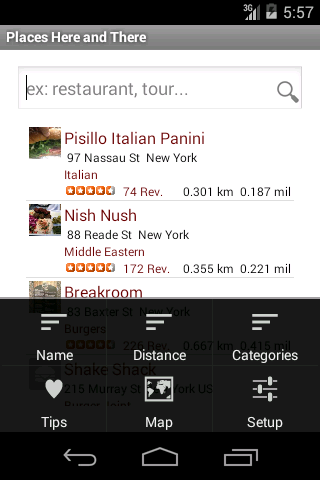 3G 5:57
Places Here and There
ex: restaurant, tour...
Pisillo Italian Panini
97 Nassau St New York
Italian
74 Rev. 0.301 km 0.187 mil
Nish Nush
88 Reade St New York
Middle Eastern
172 Rev. 0.355 km 0.221 mil
Breakroom
83 Baxter St New York
Burgers
226 Rev. 0.667 km 0.415 mil
Shake Shack
215 Murray St New York US
Burger Joint
Name Distance Categories
Tips Map Setup